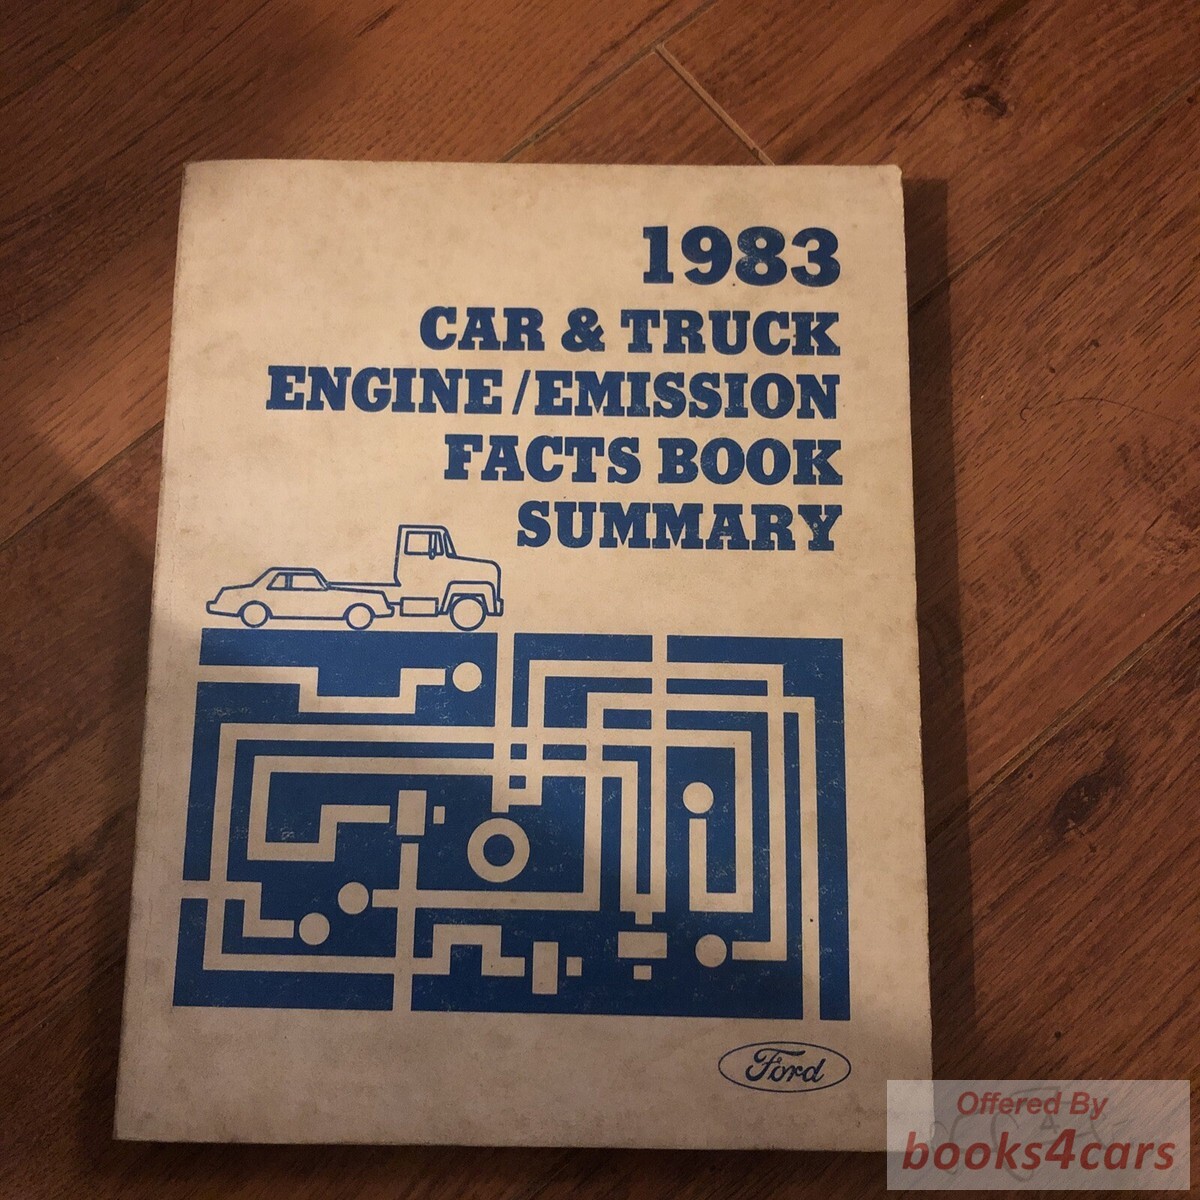 1983
CAR & TRUCK
ENGINE/EMISSION
FACTS BOOK
SUMMARY
Ford
Offered By
books4cars